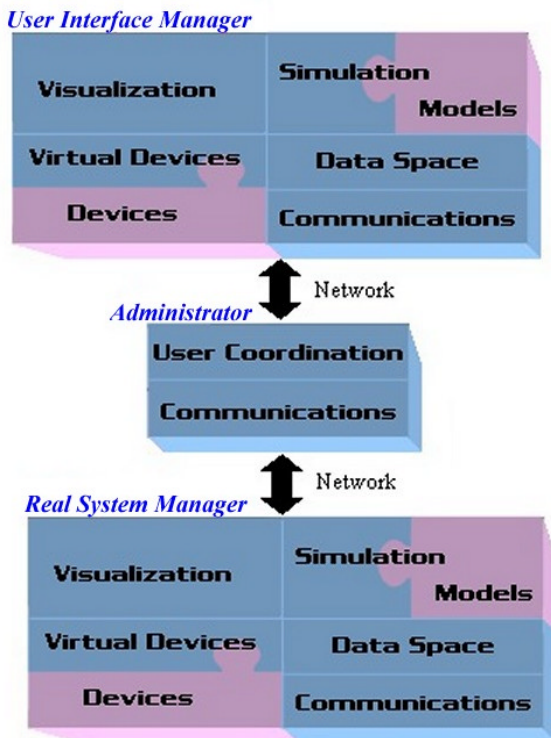 User Interface Manager
Visualization
Simulation
Models
Virtual Devices
Data Space
Devices
Communications
Network
Administrator
User Coordination
Communications
Network
Real System Manager
Visualization
Simulation
Models
Virtual Devices
Data Space
Devices
Communications